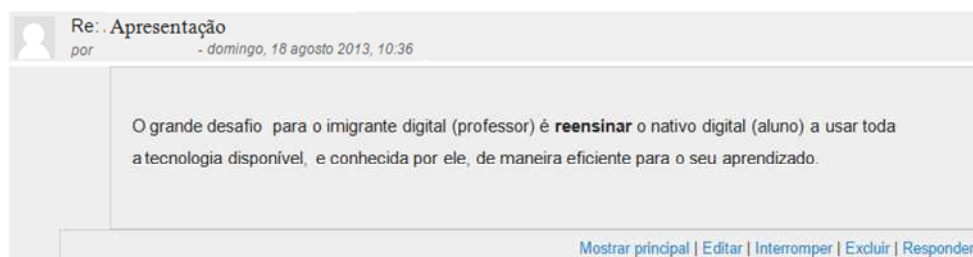 Re: . Apresentação
por - domingo, 18 agosto 2013, 10:36
O grande desafio para o imigrante digital (professor) é reensinar o nativo digital (aluno) a usar toda
a tecnologia disponível, e conhecida por ele, de maneira eficiente para o seu aprendizado.
Mostrar principal | Editar | Interromper | Excluir | Responder